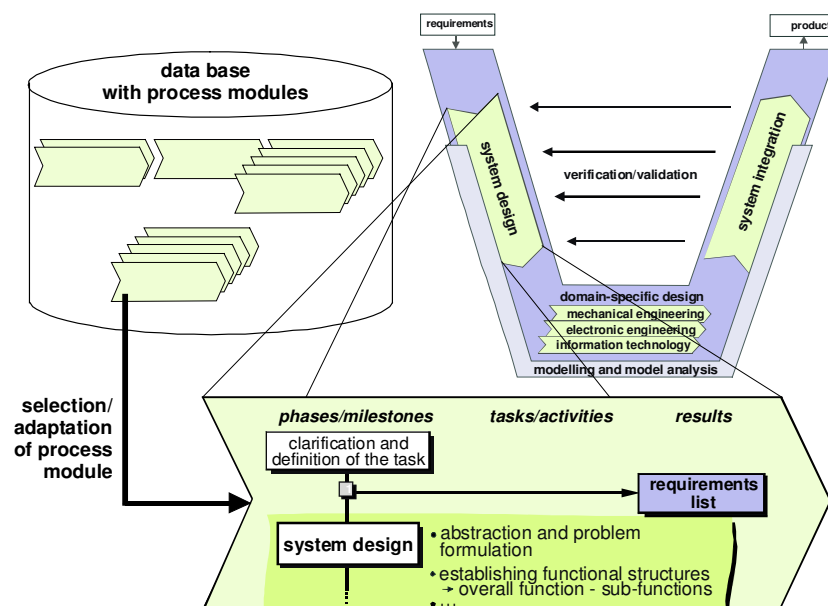 requirements
product
data base
with process modules
system design
verification/validation
system integration
domain-specific design
mechanical engineering
electronic engineering
information technology
modelling and model analysis
selection/
adaptation
of process
module
phases/milestones
tasks/activities
results
clarification and
definition of the task
requirements
list
system design
• abstraction and problem
formulation
• establishing functional structures
→ overall function - sub-functions
• ...